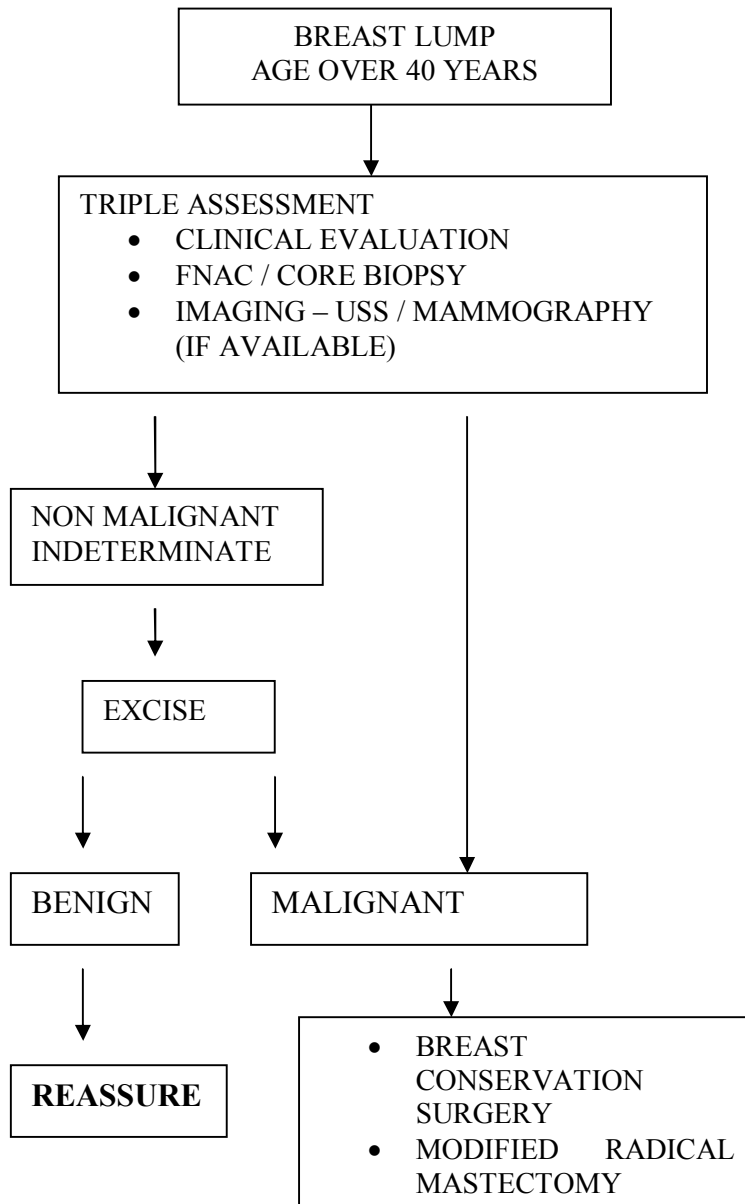 BREAST LUMP
AGE OVER 40 YEARS
TRIPLE ASSESSMENT
• CLINICAL EVALUATION
• FNAC / CORE BIOPSY
• IMAGING – USS / MAMMOGRAPHY
(IF AVAILABLE)
NON MALIGNANT
INDETERMINATE
EXCISE
BENIGN
MALIGNANT
REASSURE
• BREAST
CONSERVATION
SURGERY
• MODIFIED RADICAL
MASTECTOMY